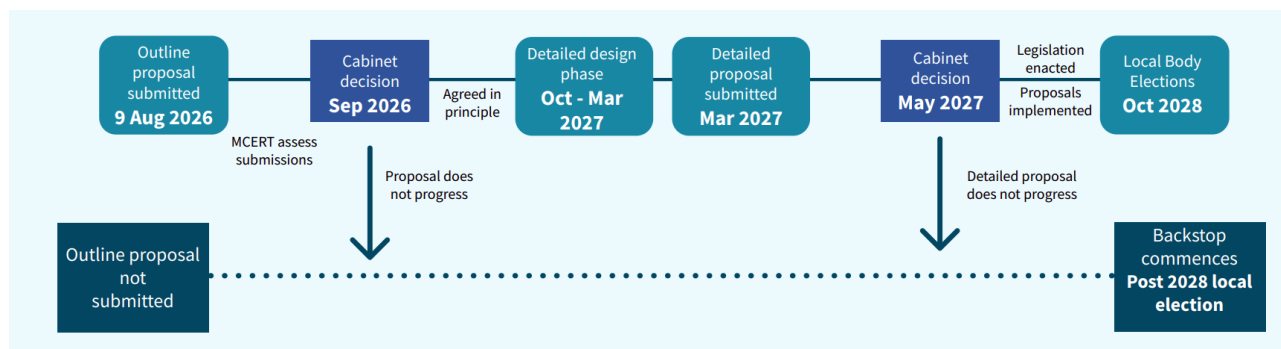 Outline
proposal
submitted
9 Aug 2026
MCERT assess
submissions
Cabinet
decision
Sep 2026
Agreed in
principle
Detailed design
phase
Oct - Mar
2027
Detailed
proposal
submitted
Mar 2027
Cabinet
decision
May 2027
Legislation
enacted
Proposals
implemented
Local Body
Elections
Oct 2028
Proposal does
not progress
Detailed proposal
does not progress
Outline proposal
not
submitted
Backstop
commences
Post 2028 local
election